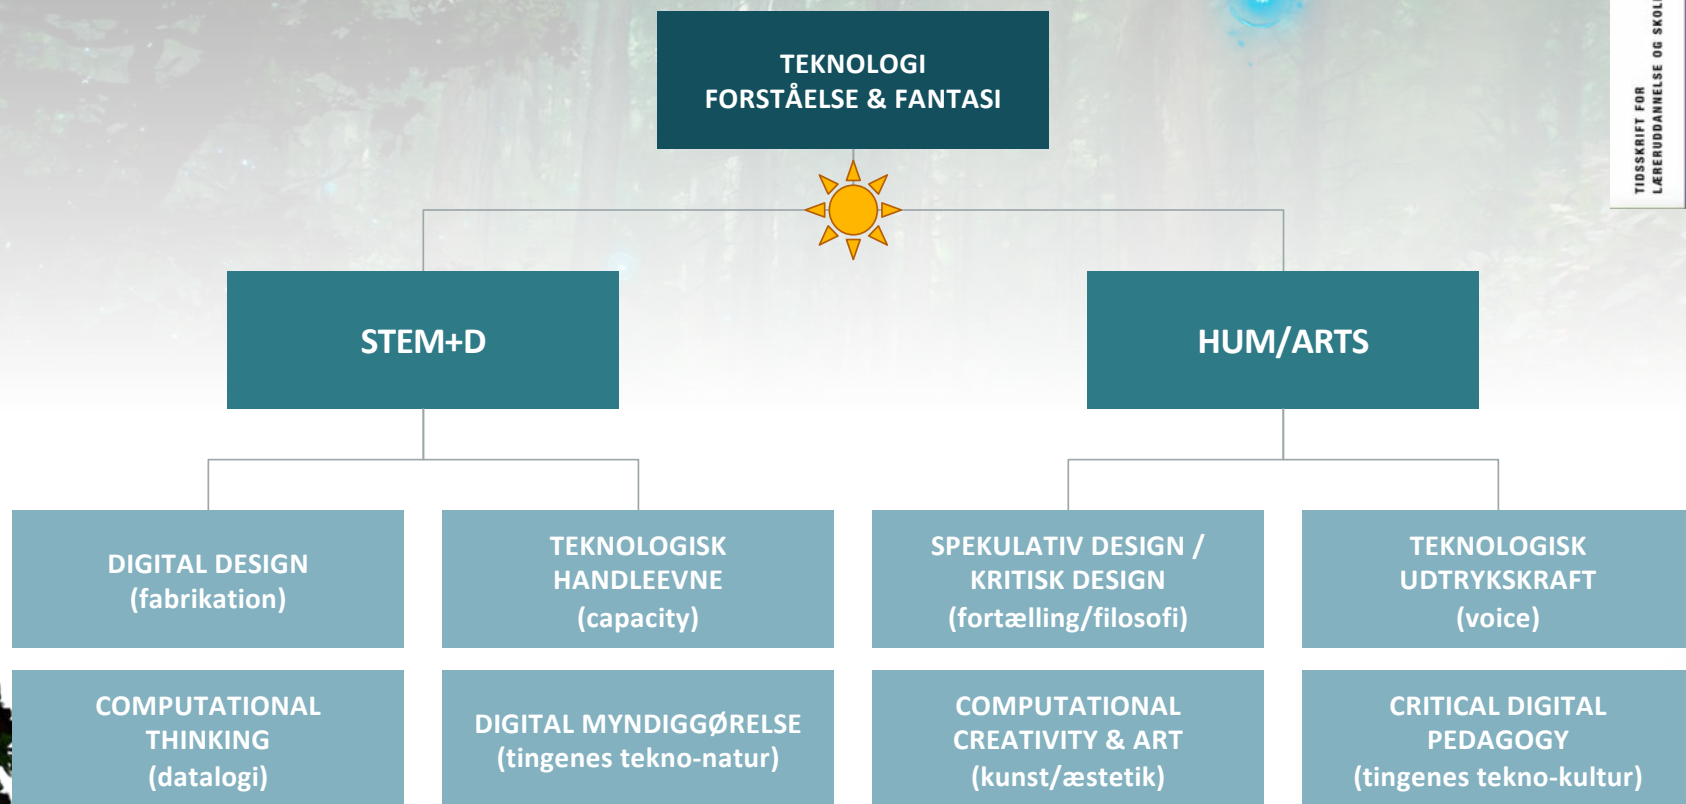 TEKNOLOGI
FORSTÅELSE & FANTASI
TIDSSKRIFT FOR
LÆRERUDDANNELSE OG
STEM+D
HUM/ARTS
DIGITAL DESIGN
(fabrikation)
TEKNOLOGISK
HANDLEEVNE
(capacity)
SPEKULATIV DESIGN /
KRITISK DESIGN
(fortælling/filosofi)
TEKNOLOGISK
UDTRYKSKRAFT
(voice)
COMPUTATIONAL
THINKING
(datalogi)
DIGITAL MYNDIGGØRELSE
(tingenes tekno-natur)
COMPUTATIONAL
CREATIVITY & ART
(kunst/æstetik)
CRITICAL DIGITAL
PEDAGOGY
(tingenes tekno-kultur)